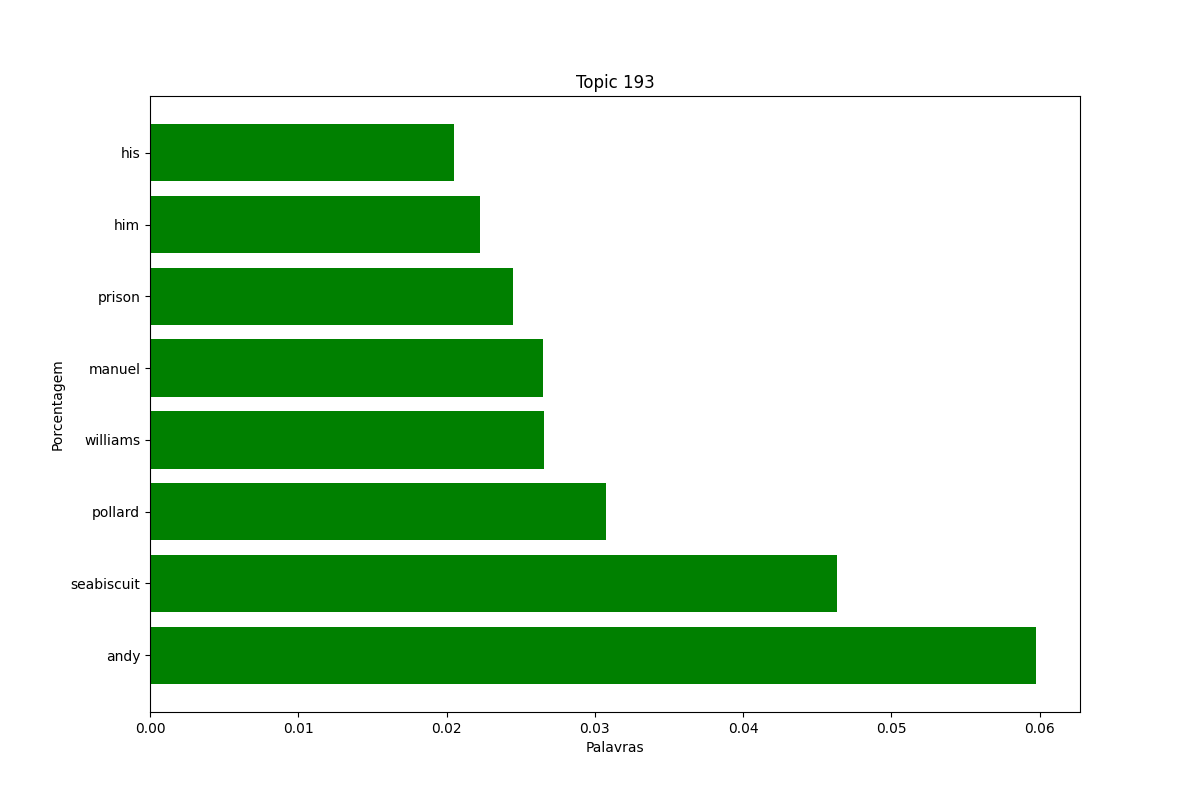 Topic 193
his
him
prison
manuel
williams
pollard
seabiscuit
andy
Porcentagem
0.00 0.01 0.02 0.03 0.04 0.05 0.06
Palavras